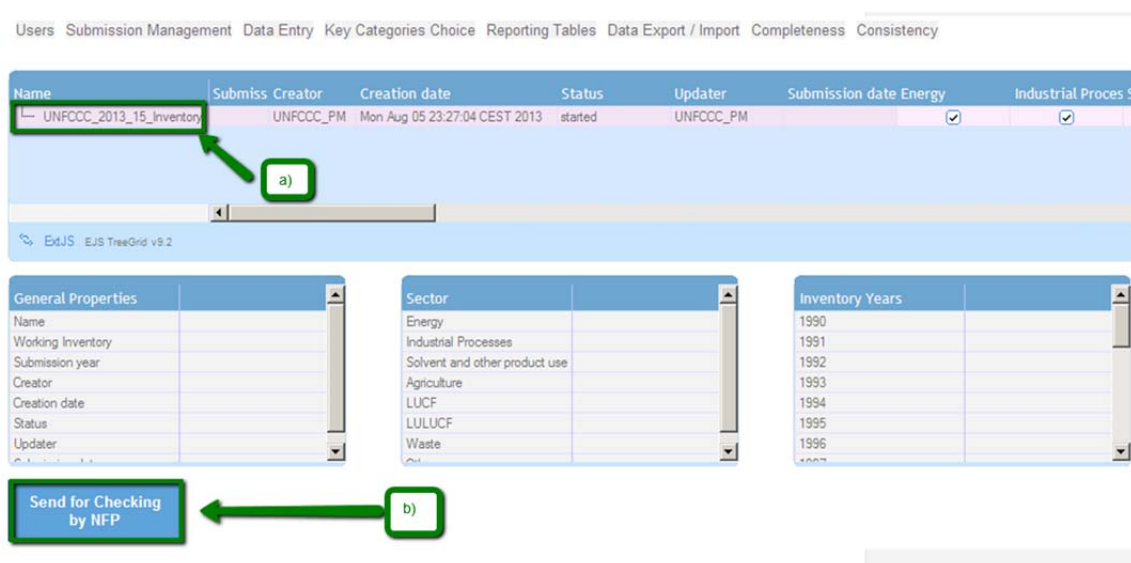 Users Submission Management Data Entry Key Categories Choice Reporting Tables Data Export / Import Completeness Consistency
Name Submiss Creator Creation date Status Updater Submission date Energy Industrial Proces S
UNFCCC_2013_15_Inventory UNFCCC_PM Mon Aug 05 23:27:04 CEST 2013 started UNFCCC_PM
a)
ExtJS EJS TreeGrid v9.2
General Properties Sector Inventory Years
Name Energy 1990
Working Inventory Industrial Processes 1991
Submission year Solvent and other product use 1992
Creator Agriculture 1993
Creation date LUCF 1994
Status LULUCF 1995
Updater Waste 1996
Send for Checking
by NFP
b)